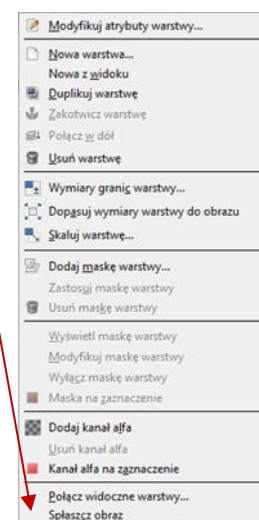 Modyfikuj atrybuty warstwy...
Nowa warstwa...
Nowa z widoku
Duplikuj warstwę
Zakotwicz warstwę
Połącz w dół
Usuń warstwę
Wymiary granic warstwy...
Dopasuj wymiary warstwy do obrazu
Skaluj warstwę...
Dodaj maskę warstwy...
Zastosuj maskę warstwy
Usuń maskę warstwy
Wyświetl maskę warstwy
Modyfikuj maskę warstwy
Wyłącz maskę warstwy
Maska na zaznaczenie
Dodaj kanał alfa
Usuń kanał alfa
Kanał alfa na zaznaczenie
Połącz widoczne warstwy...
Spłaszcz obraz